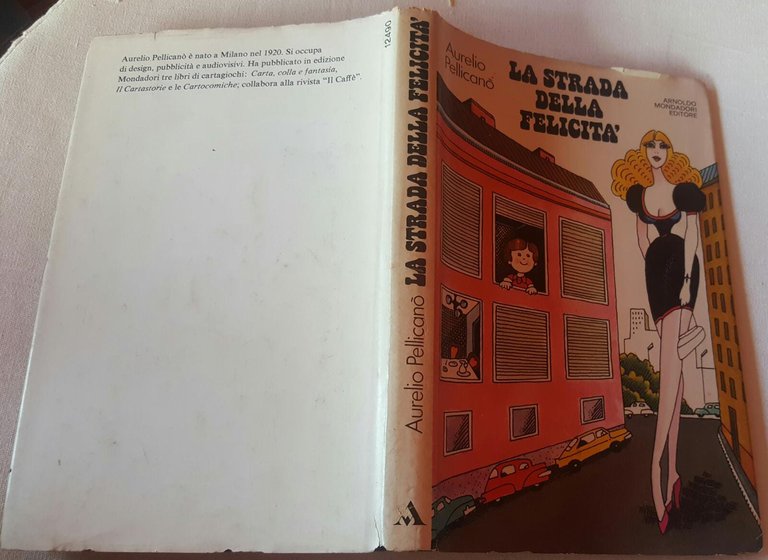 Aurelio Pellicanò è nato a Milano nel 1920. Si occupa
di design, pubblicità e audiovisivi. Ha pubblicato in edizione
Mondadori tre libri di cartagiochi: Carta, colla e fantasia,
Il Cartastorie e le Cartocomiche; collabora alla rivista "Il Caffè".
12490
Aurelio Pellicanò LA STRADA DELLA FELICITA'
Aurelio
Pellicanò
LA STRADA
DELLA
FELICITA'
ARNOLDO
MONDADORI
EDITORE